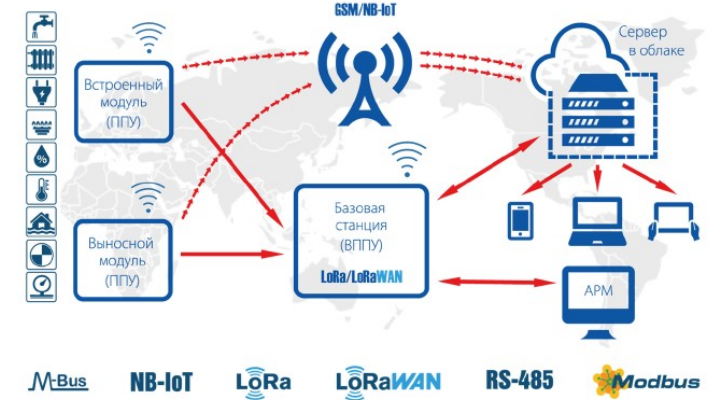 GSM/NB-IoT
Сервер
в облаке
Встроенный
модуль
(ППУ)
%
Базовая
станция
(ВППУ)
LoRa/LoRaWAN
Выносной
модуль
(ППУ)
АРМ
M-Bus
NB-IoT
LoRa
LoRaWAN
RS-485
Modbus